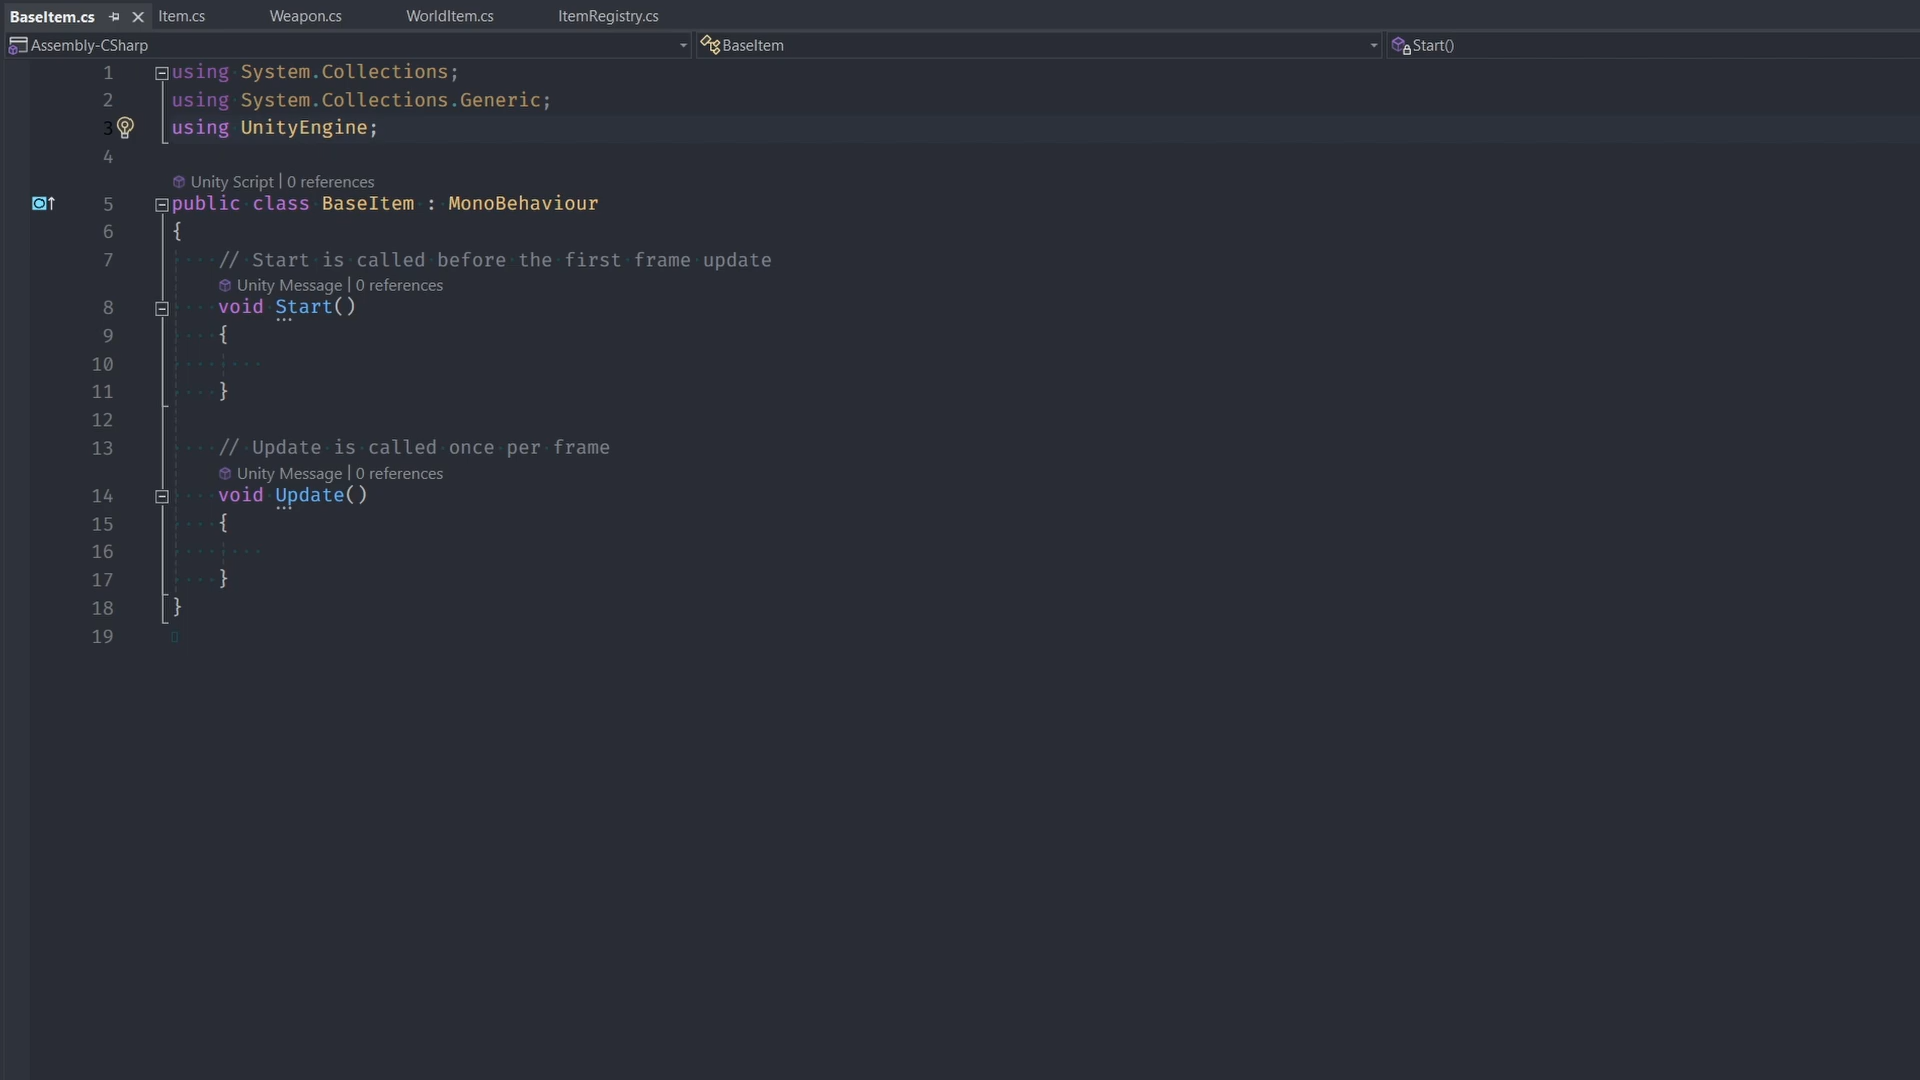 BaseItem.cs Item.cs Weapon.cs WorldItem.cs ItemRegistry.cs
Assembly-CSharp BaseItem Start()
1 using System.Collections;
2 using System.Collections.Generic;
3 using UnityEngine;
4
Unity Script | 0 references
5 public class BaseItem : MonoBehaviour
6 {
7 // Start is called before the first frame update
Unity Message | 0 references
8 void Start()
9 {
10
11 }
12
13 // Update is called once per frame
Unity Message | 0 references
14 void Update()
15 {
16
17 }
18 }
19